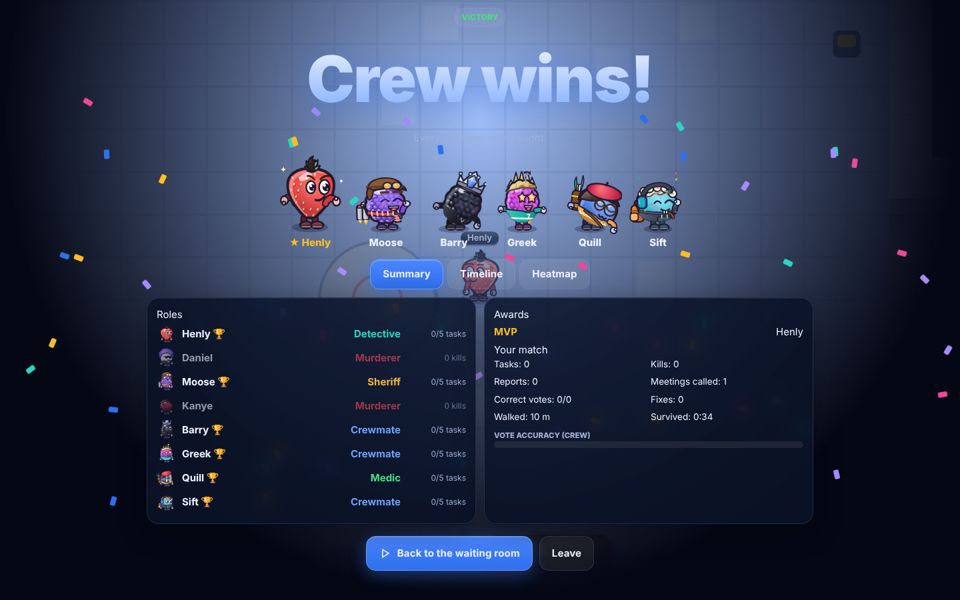 VICTORY
Crew wins!
★ Henly
Moose
Barry
Henly
Greek
Quill
Sift
Summary
Timeline
Heatmap
Roles
Henly 🏆 Detective 0/5 tasks
Daniel Murderer 0 kills
Moose 🏆 Sheriff 0/5 tasks
Kanye Murderer 0 kills
Barry 🏆 Crewmate 0/5 tasks
Greek 🏆 Crewmate 0/5 tasks
Quill 🏆 Medic 0/5 tasks
Sift 🏆 Crewmate 0/5 tasks
Awards
MVP Henly
Your match
Tasks: 0 Kills: 0
Reports: 0 Meetings called: 1
Correct votes: 0/0 Fixes: 0
Walked: 10 m Survived: 0:34
VOTE ACCURACY (CREW)
Back to the waiting room
Leave